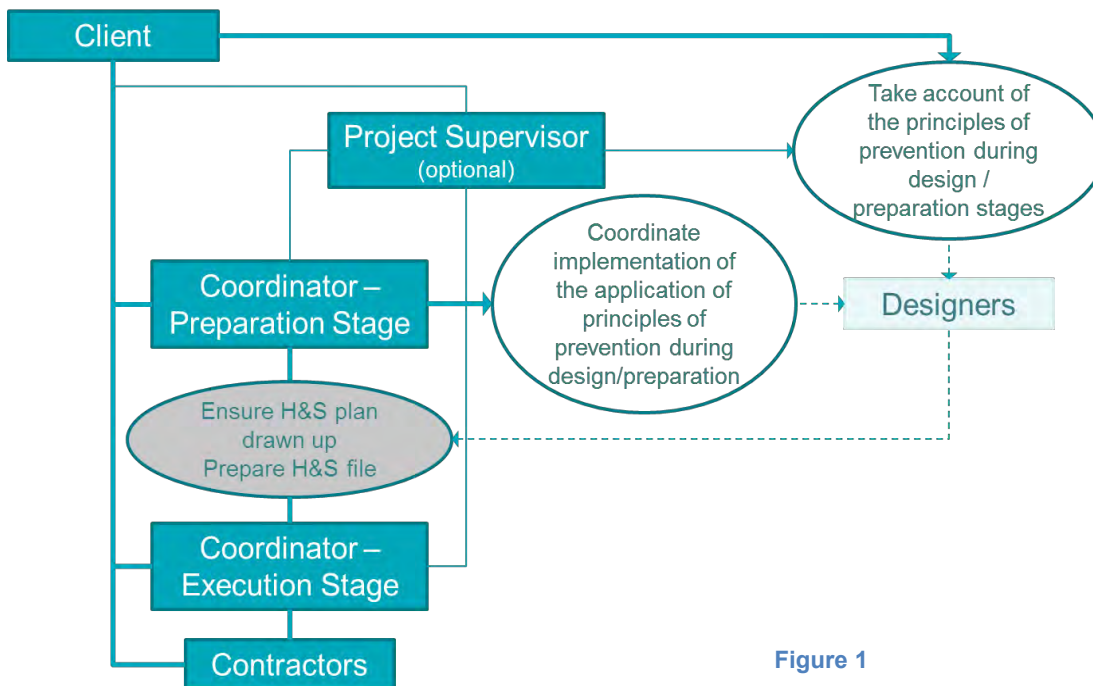 Client
Take account of
the principles of
prevention during
design /
preparation stages
Project Supervisor
(optional)
Coordinate
implementation of
the application of
principles of
prevention during
design/preparation
Coordinator –
Preparation Stage
Designers
Ensure H&S plan
drawn up
Prepare H&S file
Coordinator –
Execution Stage
Contractors
Figure 1